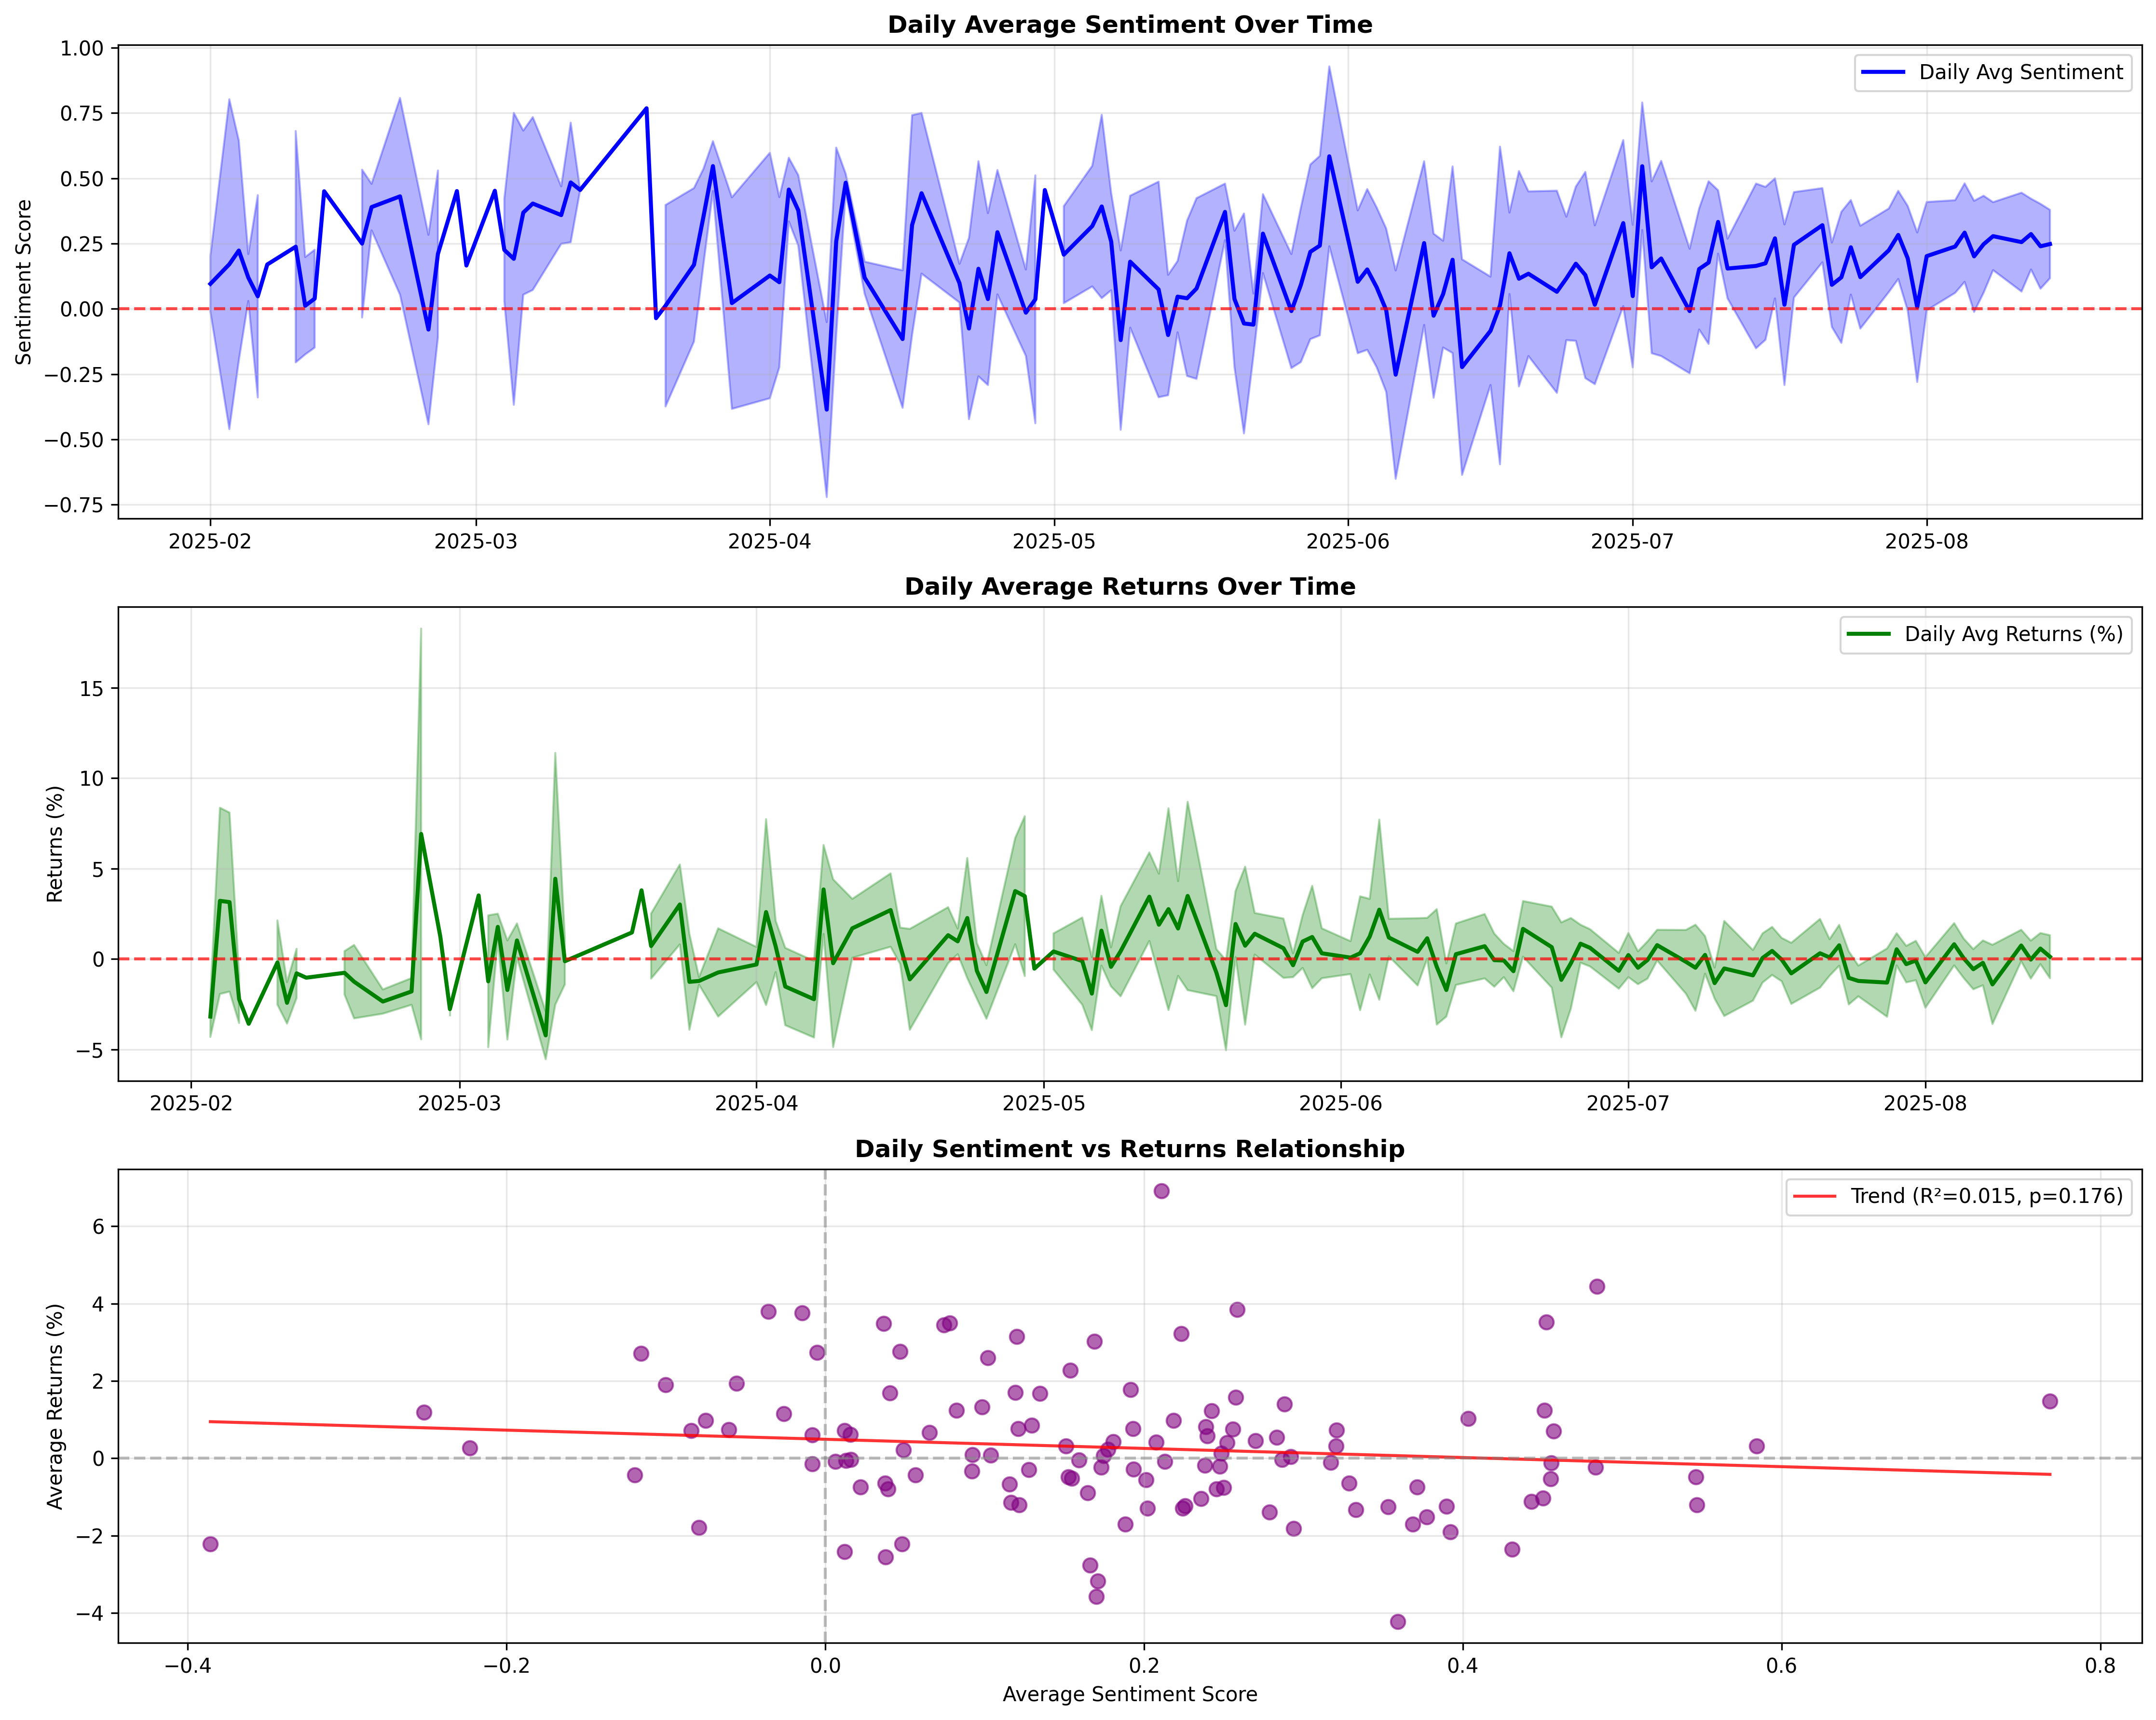 Daily Average Sentiment Over Time
Sentiment Score
1.00
0.75
0.50
0.25
0.00
−0.25
−0.50
−0.75
Daily Avg Sentiment
2025-02 2025-03 2025-04 2025-05 2025-06 2025-07 2025-08
Daily Average Returns Over Time
Returns (%)
15
10
5
0
−5
Daily Avg Returns (%)
2025-02 2025-03 2025-04 2025-05 2025-06 2025-07 2025-08
Daily Sentiment vs Returns Relationship
Average Returns (%)
6
4
2
0
−2
−4
Trend (R²=0.015, p=0.176)
−0.4 −0.2 0.0 0.2 0.4 0.6 0.8
Average Sentiment Score